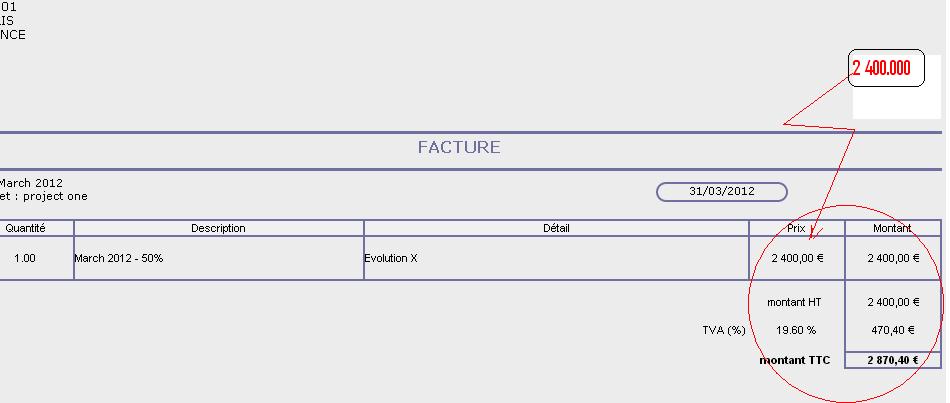 01
IS
NCE
2 400.000
FACTURE
March 2012
et : project one
31/03/2012
Quantité Description Détail Prix Montant
1.00 March 2012 - 50% Evolution X 2 400,00 € 2 400,00 €
montant HT 2 400,00 €
TVA (%) 19.60 % 470,40 €
montant TTC 2 870,40 €